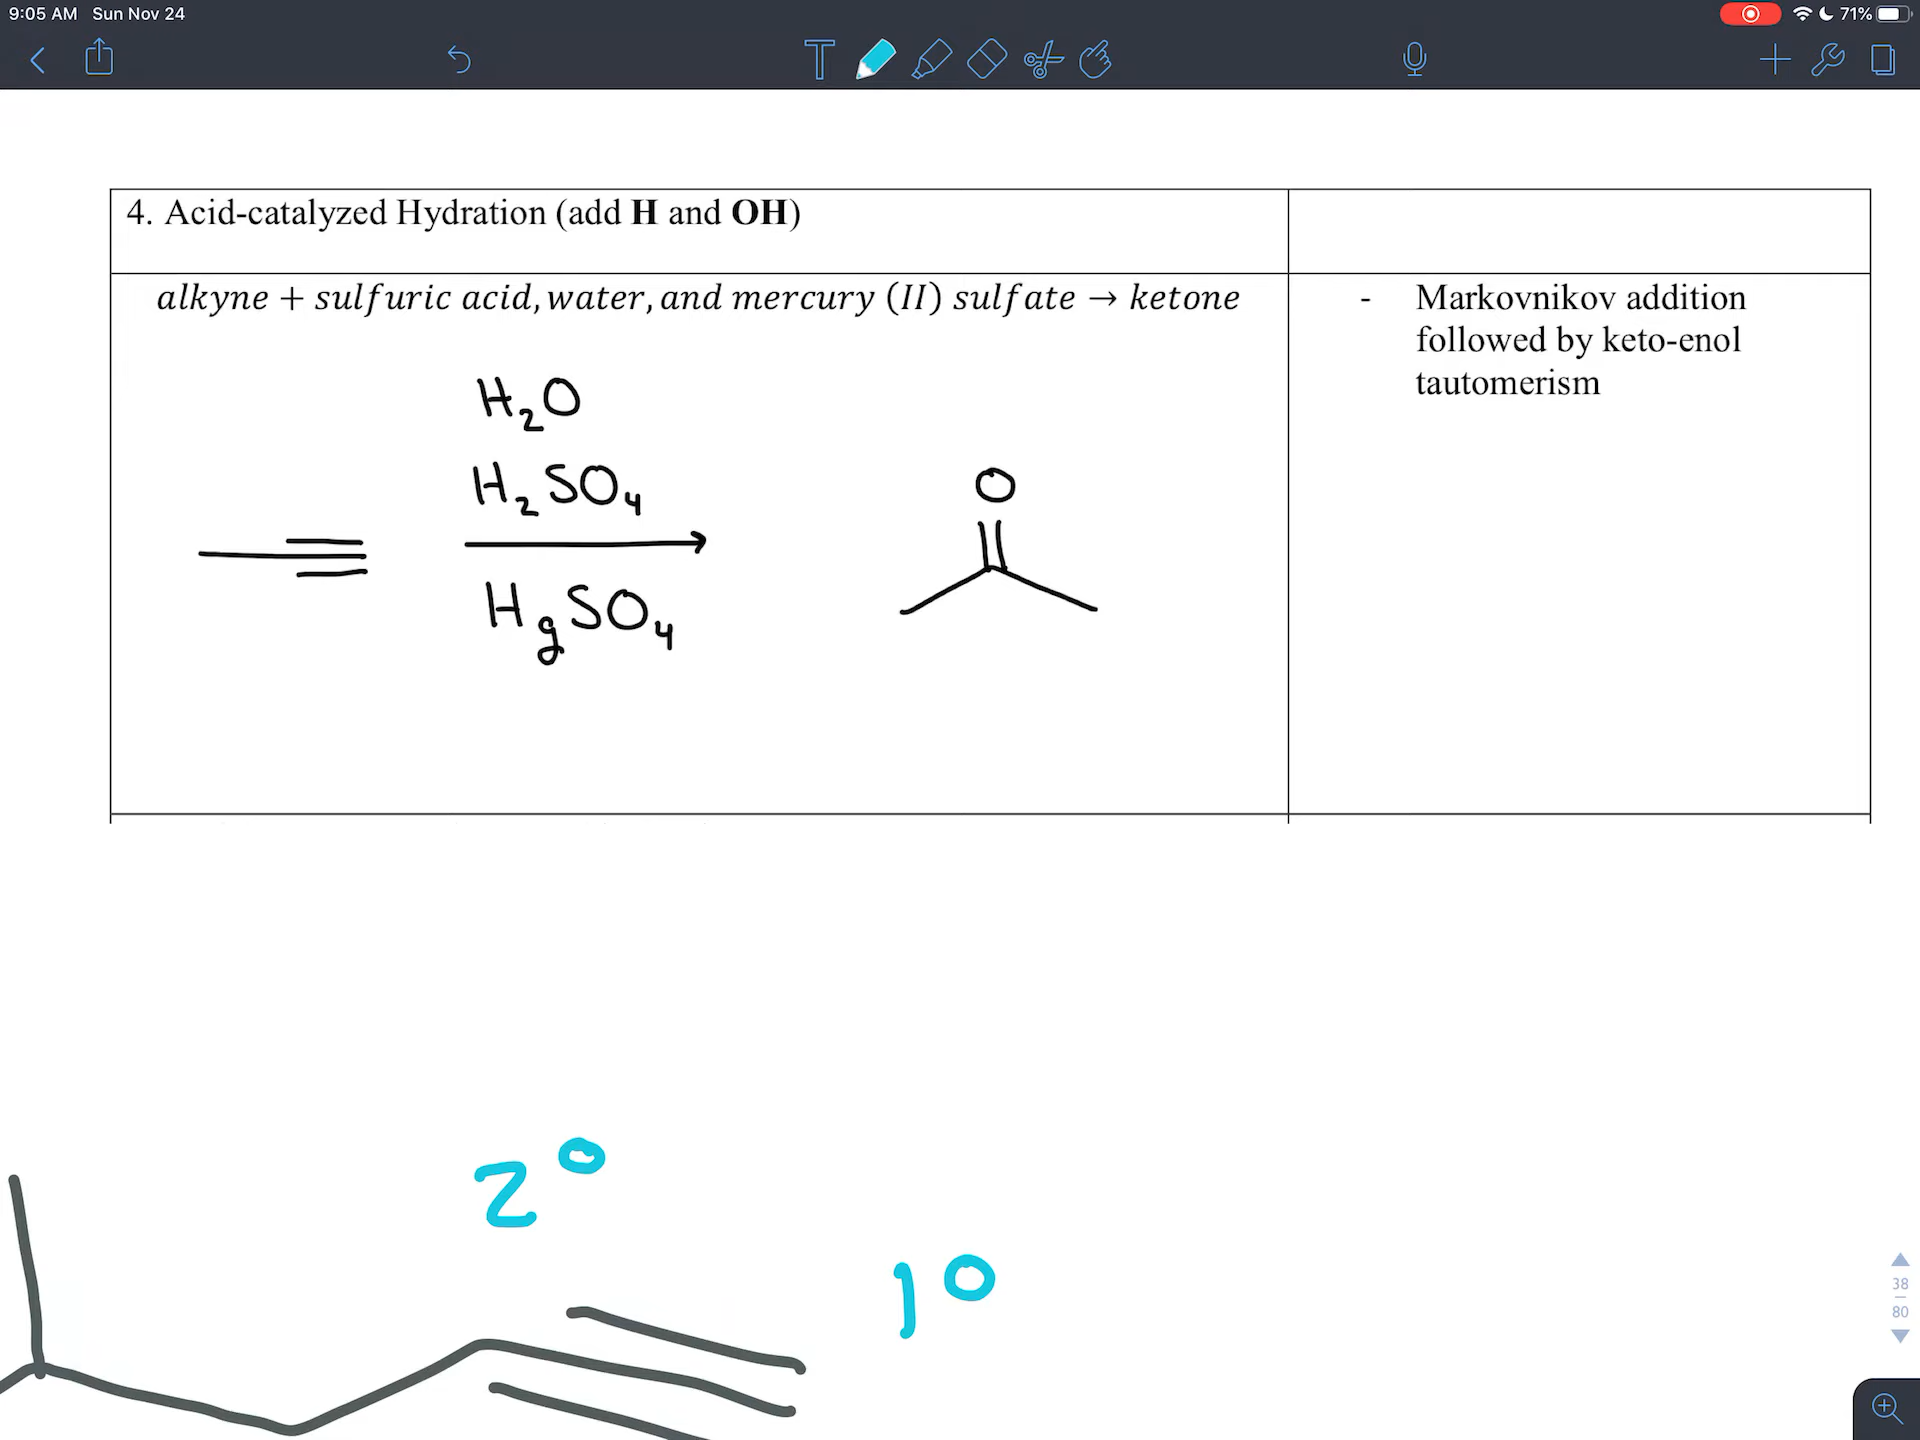 9:05 AM Sun Nov 24
71%
T
4. Acid-catalyzed Hydration (add H and OH)
alkyne + sulfuric acid, water, and mercury (II) sulfate → ketone
- Markovnikov addition
followed by keto-enol
tautomerism
H₂O
H₂SO₄
HgSO₄
O
2°
1°
38
80